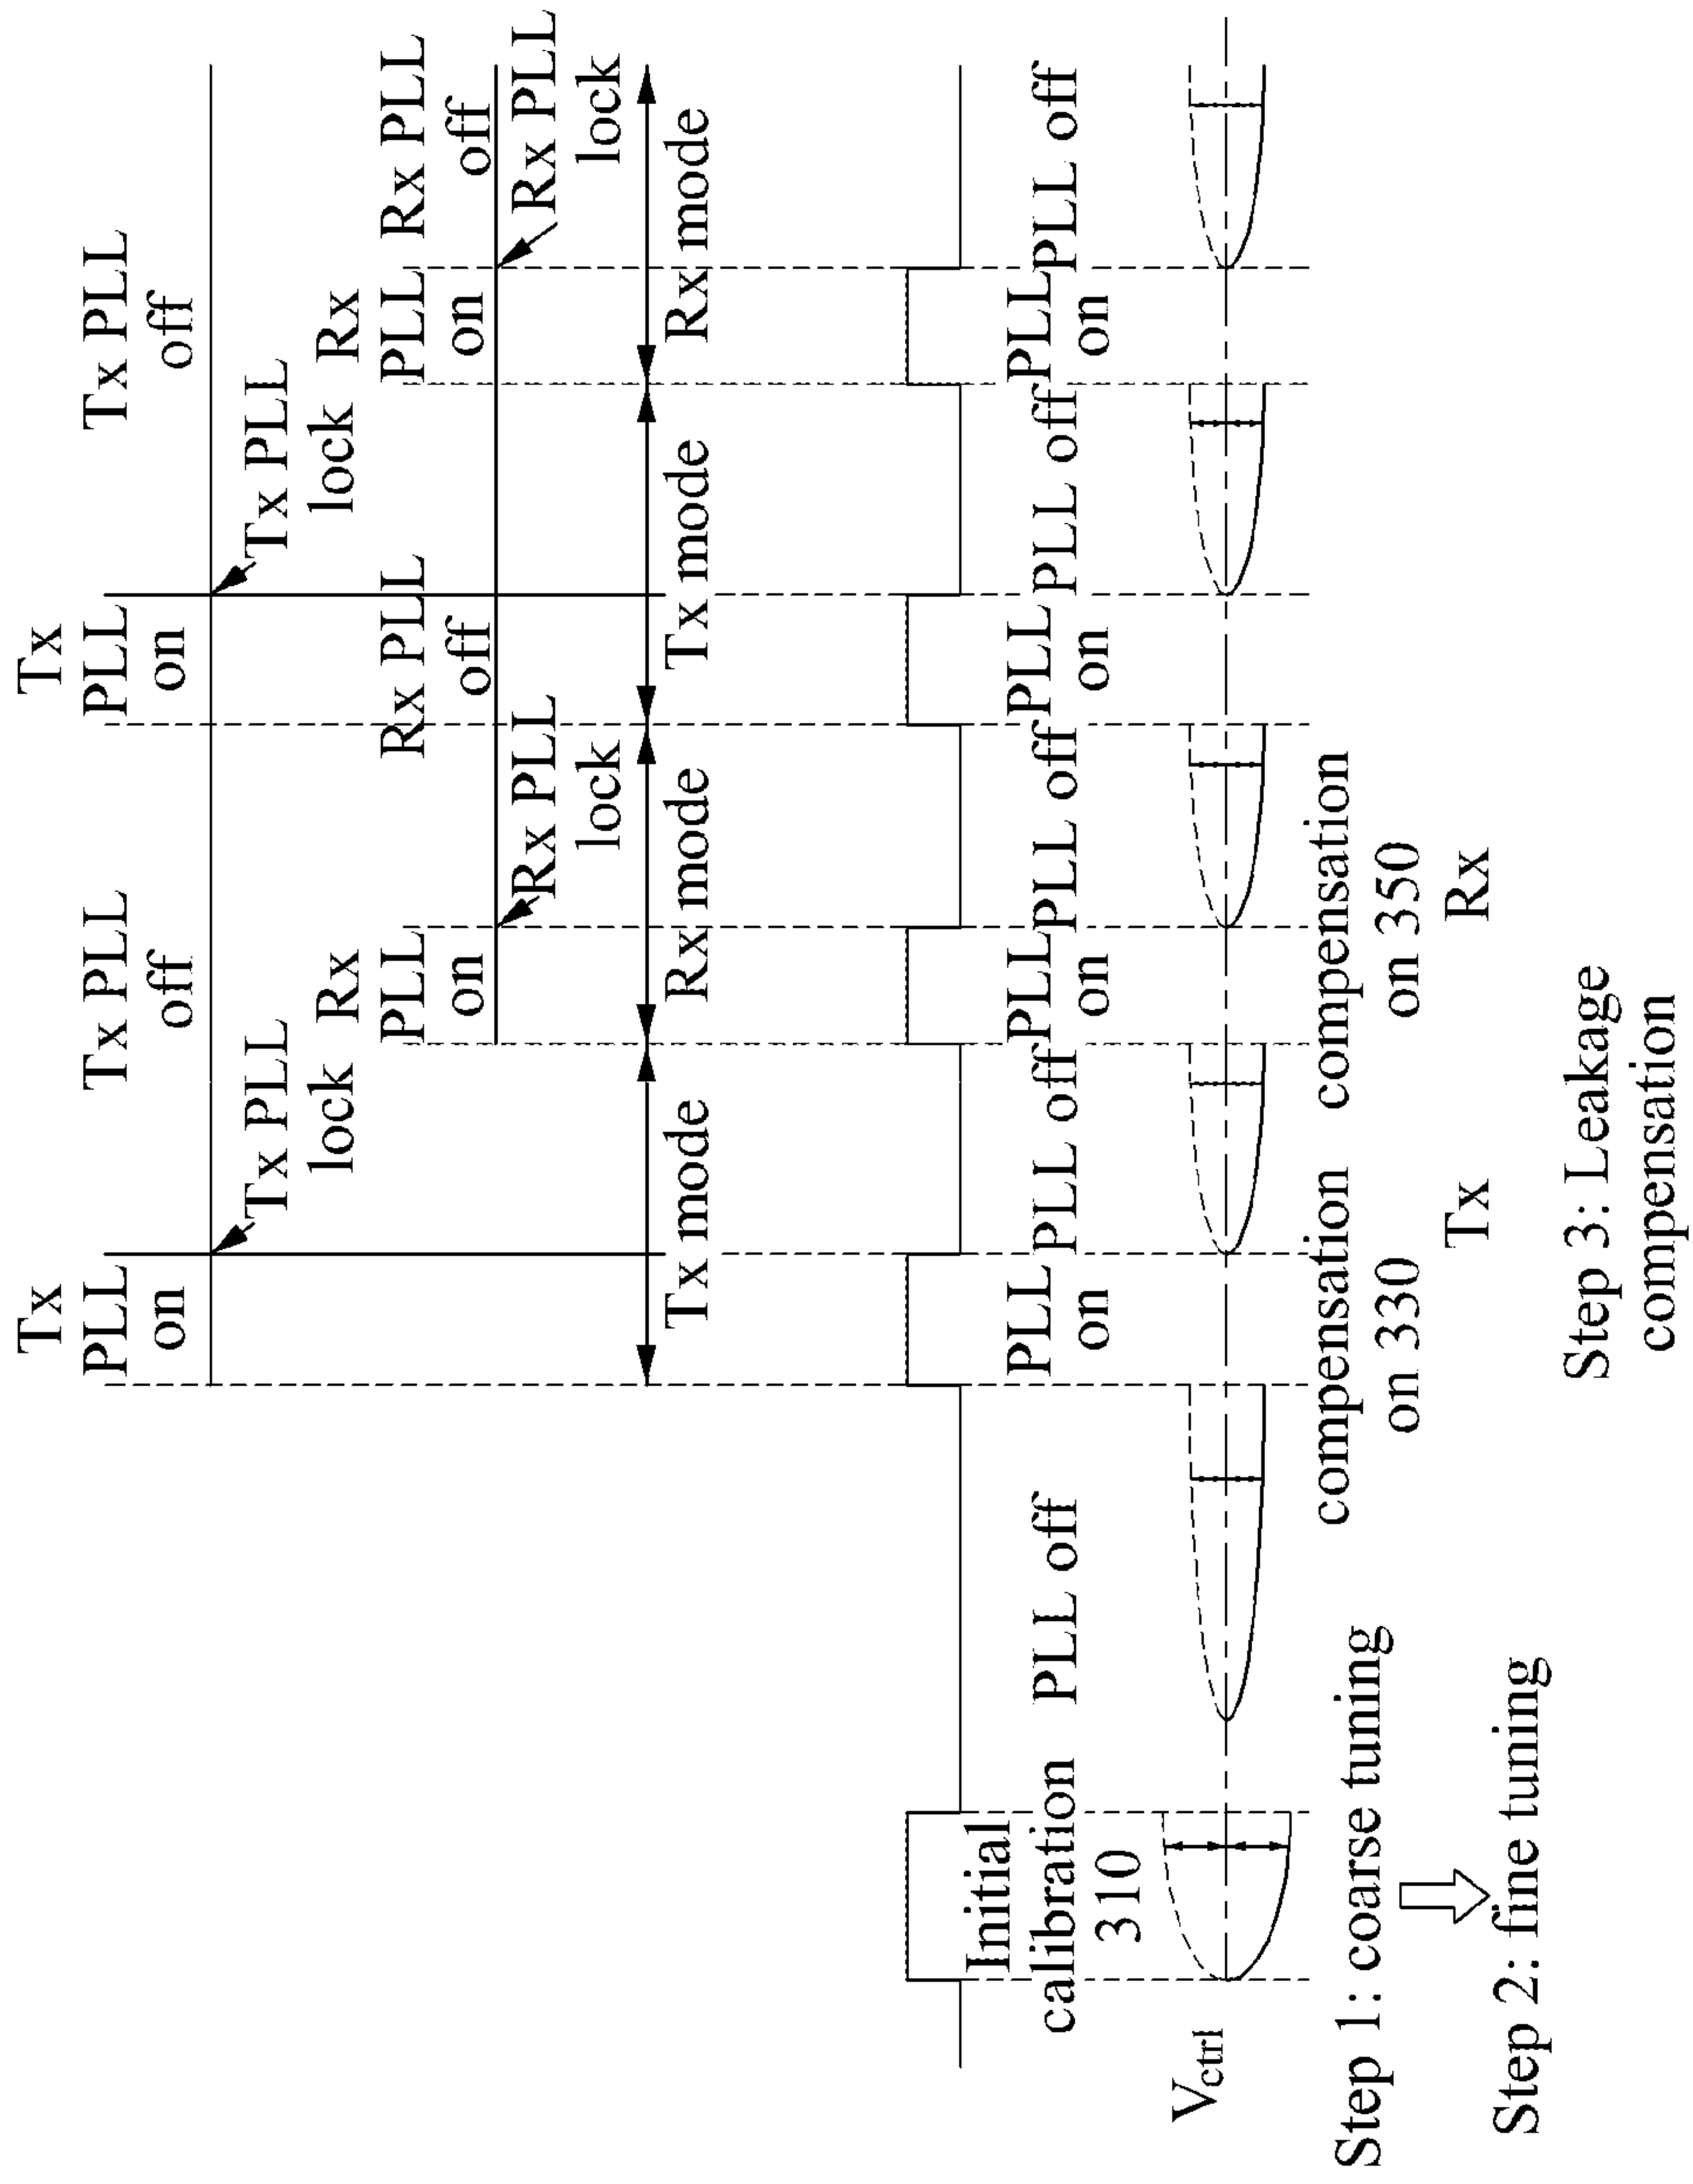 Tx
PLL
on
Tx PLL
off
Tx
PLL
on
Tx PLL
off
Tx PLL
lock
Tx PLL
lock
Rx
PLL
on
Rx PLL
off
Rx
PLL
on
Rx PLL
off
Rx PLL
lock
Rx PLL
lock
Tx mode
Rx mode
Tx mode
Rx mode
Initial
calibration
310
PLL off
PLL
on
PLL off
PLL
on
PLL off
PLL
on
PLL off
PLL
on
PLL off
Vctrl
Step 1: coarse tuning
Step 2: fine tuning
compensation
on 330
Tx
compensation
on 350
Rx
Step 3: Leakage
compensation